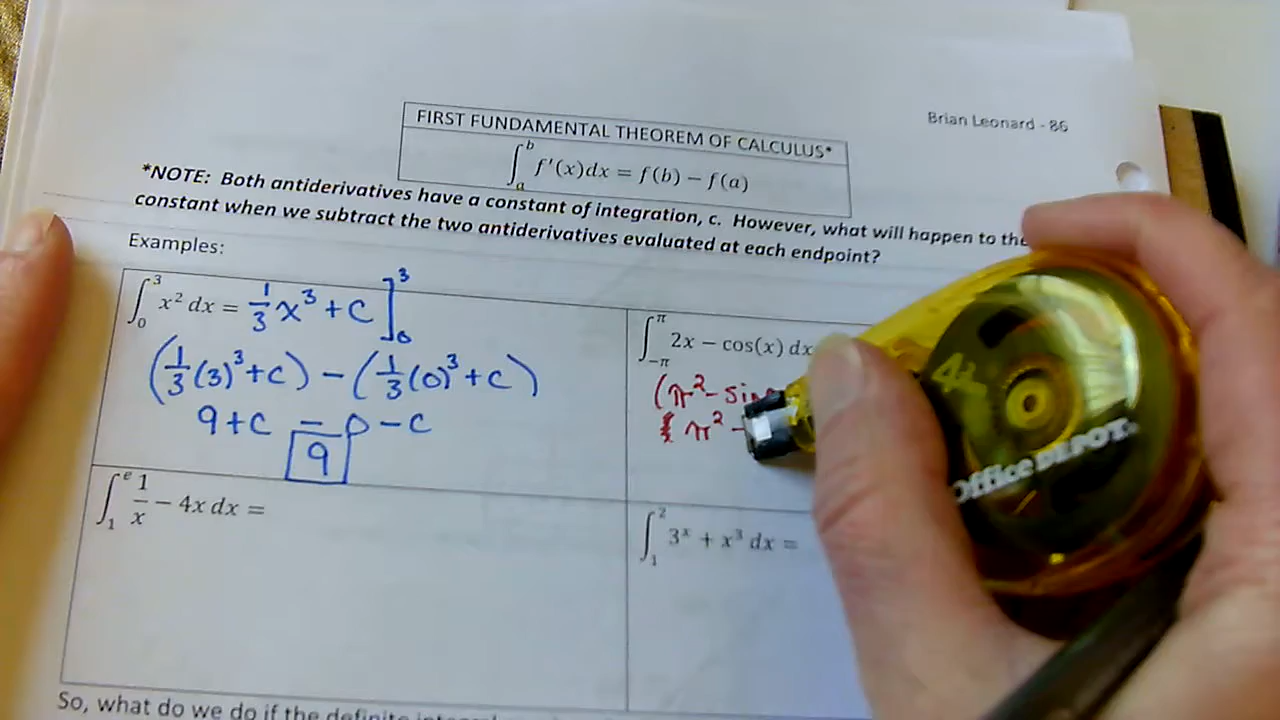 Brian Leonard - 86
FIRST FUNDAMENTAL THEOREM OF CALCULUS*
∫_a^b f'(x)dx = f(b) − f(a)
*NOTE: Both antiderivatives have a constant of integration, c. However, what will happen to the
constant when we subtract the two antiderivatives evaluated at each endpoint?
Examples:
∫_0^3 x² dx = 1/3 x³ + C ]_0^3
(1/3 (3)³ + C) − (1/3 (0)³ + C)
9 + C − 0 − C
9
∫_{-π}^{π} 2x − cos(x) dx
(π² − sin
π² −
∫_1^e 1/x − 4x dx =
∫_1^2 3ˣ + x³ dx =
So, what do we do if the definite
Office DEPOT